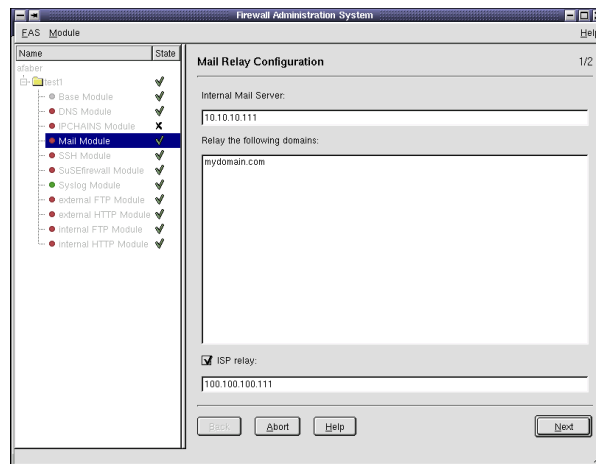 Firewall Administration System
FAS Module Help
Name State
afaber
test1
Base Module
DNS Module
IPCHAINS Module
Mail Module
SSH Module
SuSEfirewall Module
Syslog Module
external FTP Module
external HTTP Module
internal FTP Module
internal HTTP Module
Mail Relay Configuration 1/2
Internal Mail Server:
10.10.10.111
Relay the following domains:
mydomain.com
ISP relay:
100.100.100.111
Back Abort Help Next